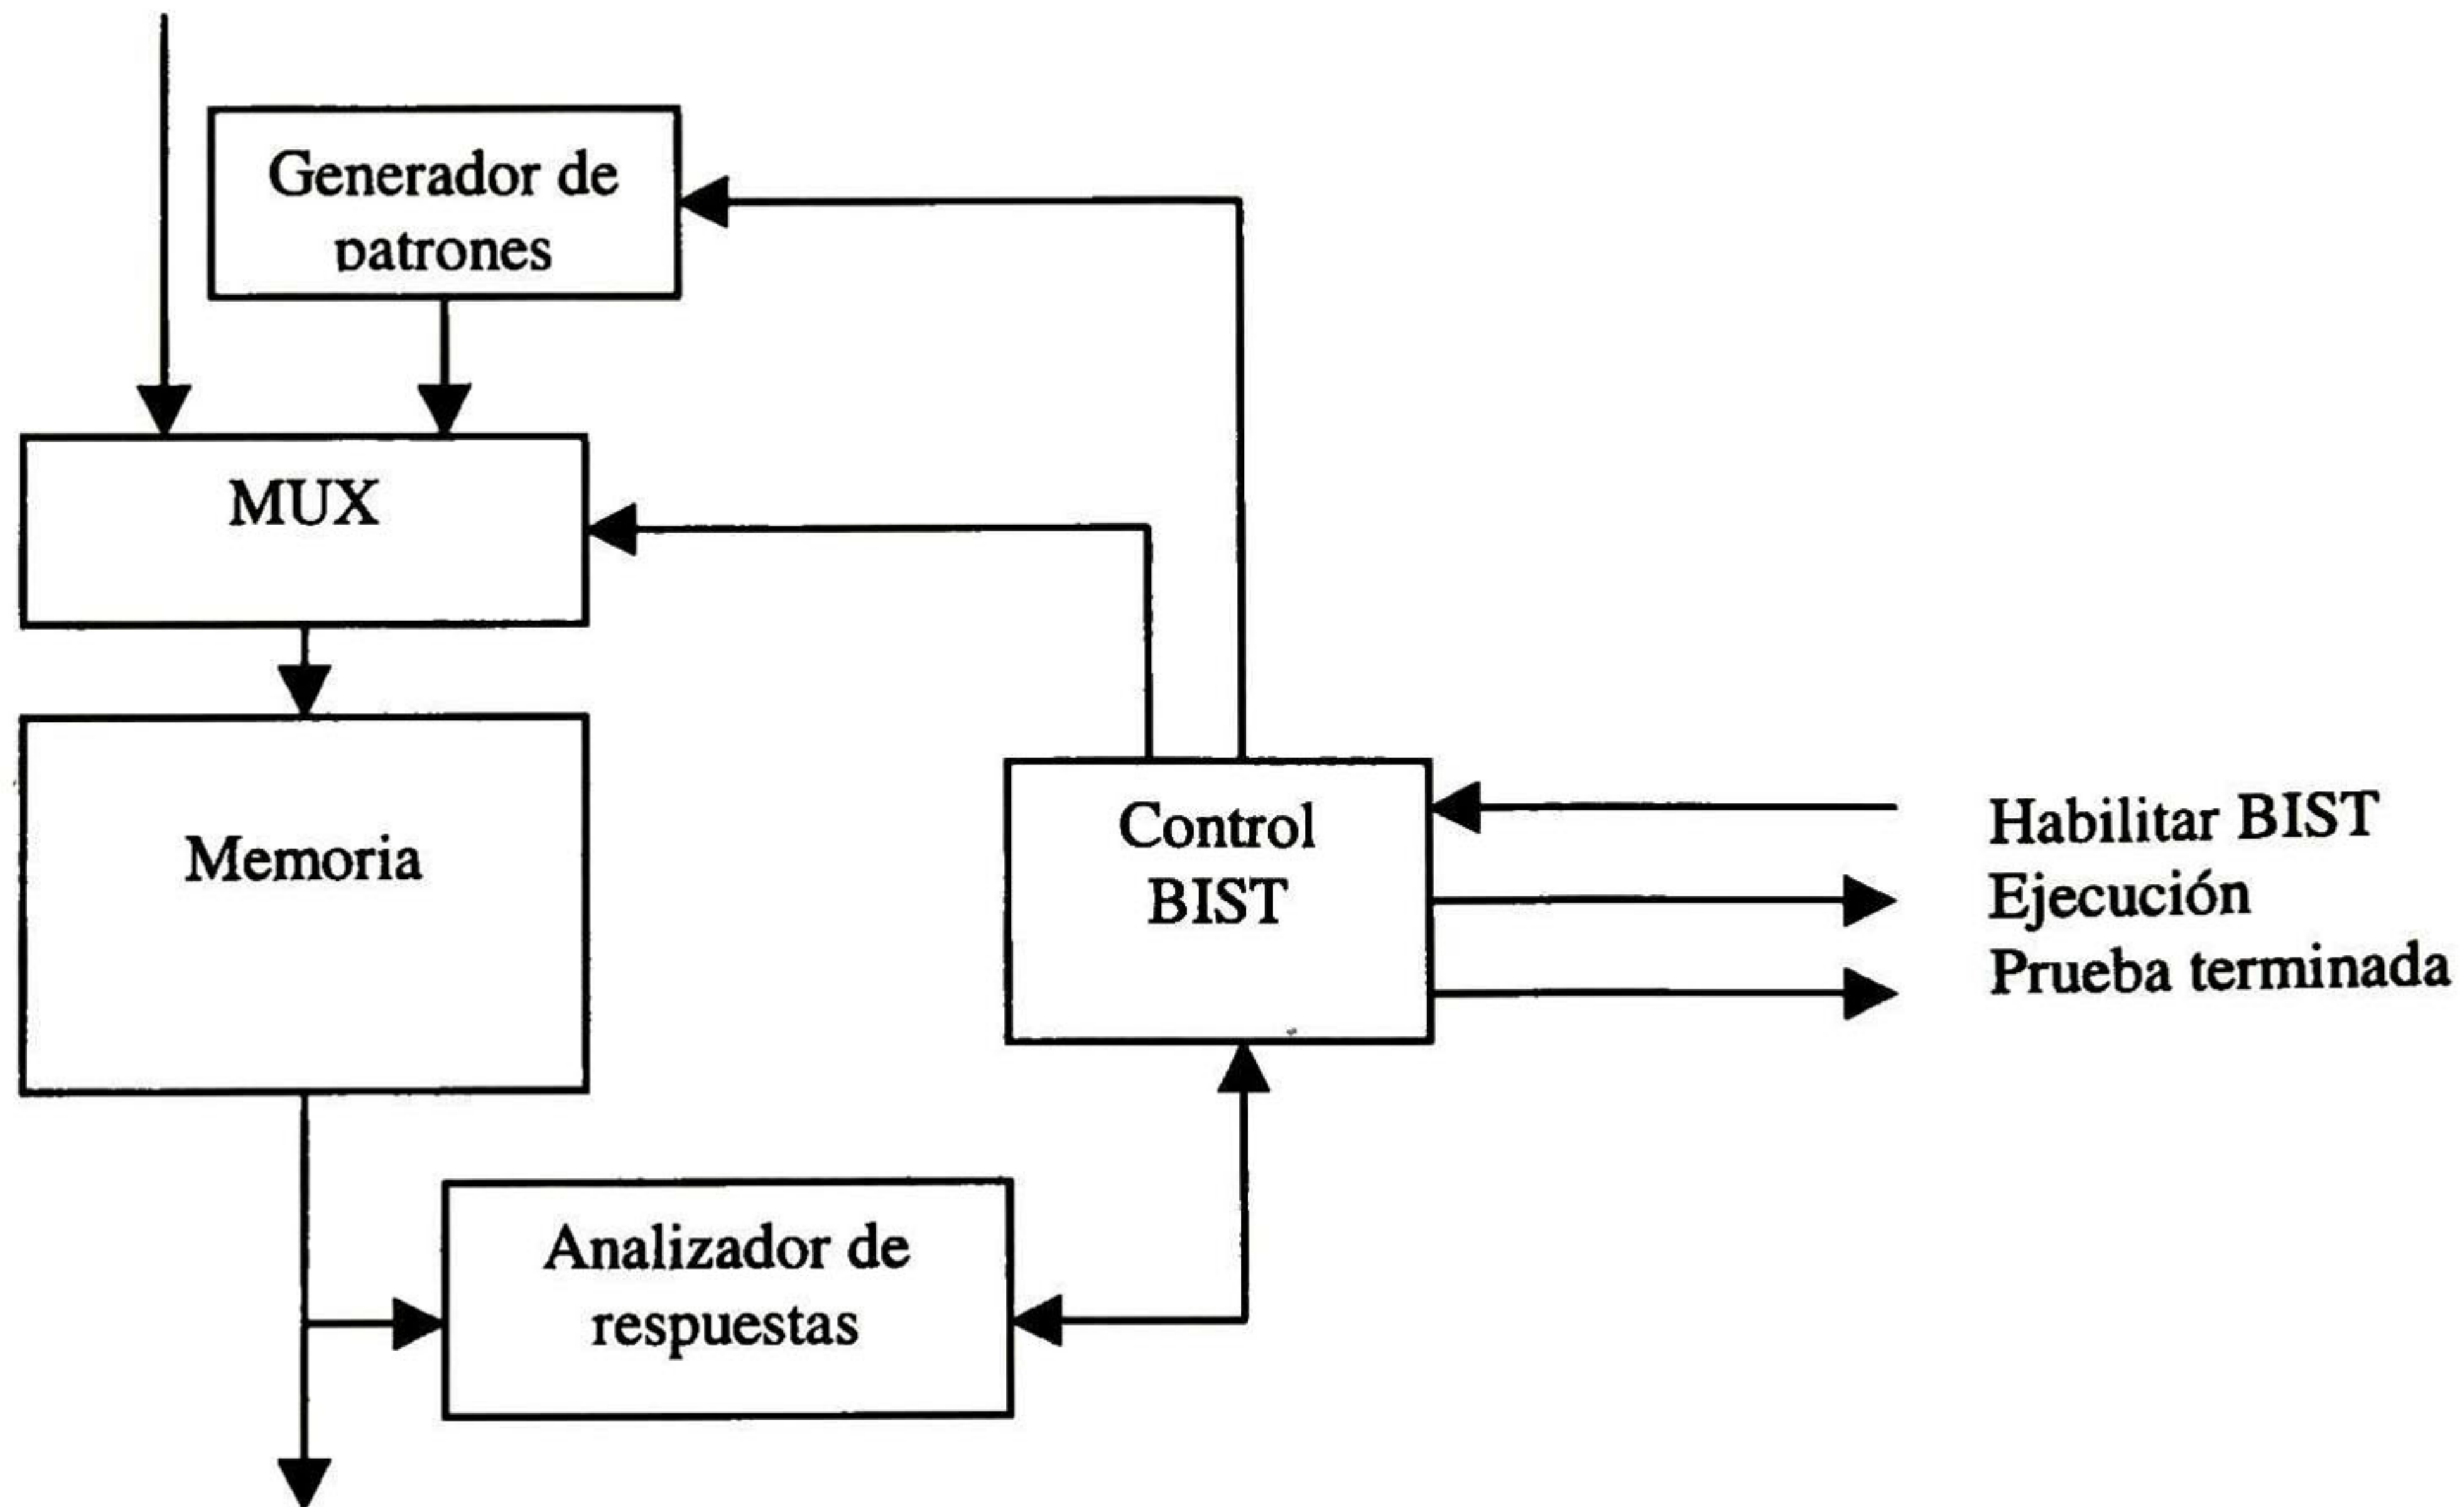 Generador de
patrones
MUX
Memoria
Control
BIST
Habilitar BIST
Ejecución
Prueba terminada
Analizador de
respuestas